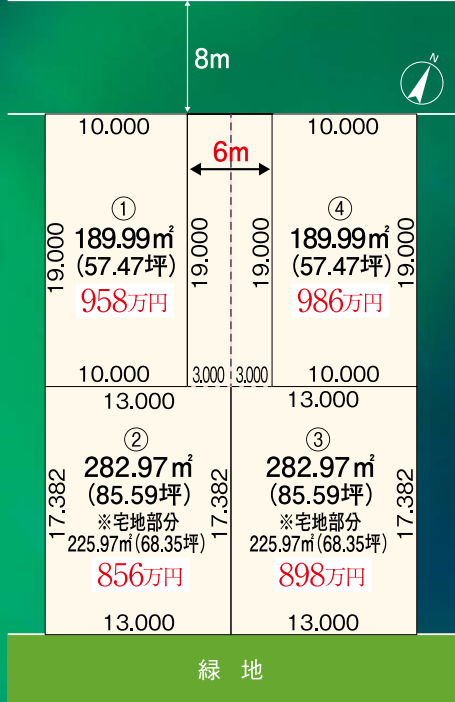 8m
N
10.000
10.000
6m
①
189.99㎡
(57.47坪)
958万円
19.000
19.000
19.000
④
189.99㎡
(57.47坪)
986万円
19.000
10.000
3.000
3.000
10.000
13.000
13.000
②
282.97㎡
(85.59坪)
※宅地部分
225.97㎡(68.35坪)
856万円
17.382
17.382
③
282.97㎡
(85.59坪)
※宅地部分
225.97㎡(68.35坪)
898万円
17.382
13.000
13.000
緑 地